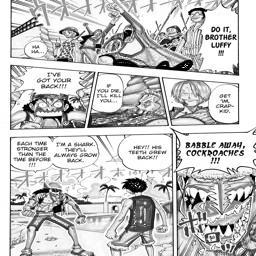 DO IT,
BROTHER
LUFFY
!!!
HA
HA...
I'VE
GOT YOUR
BACK!!!
IF
YOU DIE,
I'LL KILL
YOU...
GET
'IM,
CRAP-
KID.
EACH TIME
STRONGER
THAN THE
TIME BEFORE
!!!
I'M A SHARK.
THEY'LL
ALWAYS GROW
BACK.
HEY!! HIS
TEETH GREW
BACK!!
BABBLE AWAY,
COCKROACHES
!!!